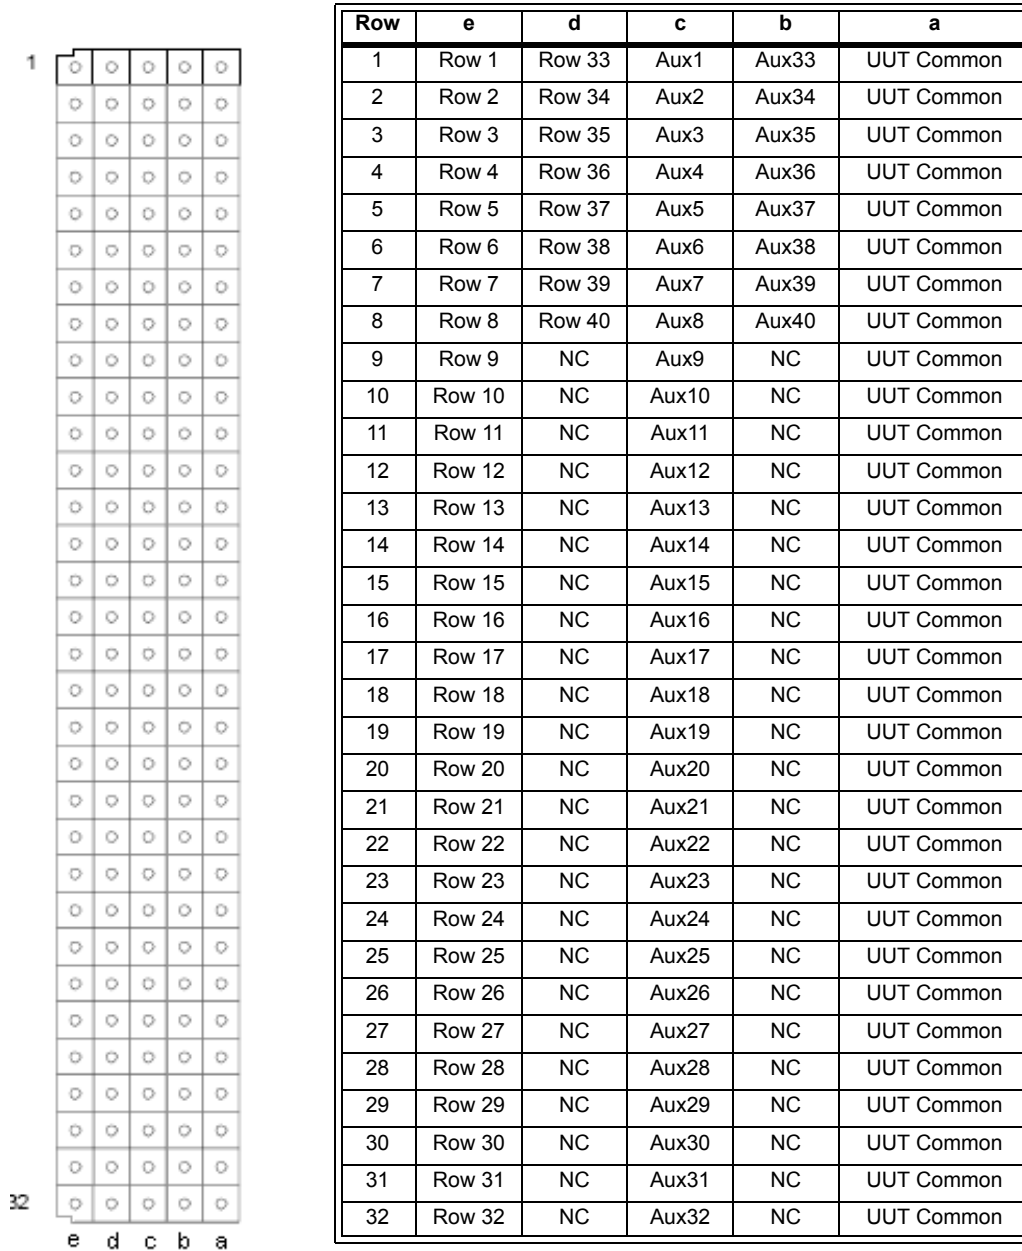 1
32
e d c b a
Row e d c b a
1 Row 1 Row 33 Aux1 Aux33 UUT Common
2 Row 2 Row 34 Aux2 Aux34 UUT Common
3 Row 3 Row 35 Aux3 Aux35 UUT Common
4 Row 4 Row 36 Aux4 Aux36 UUT Common
5 Row 5 Row 37 Aux5 Aux37 UUT Common
6 Row 6 Row 38 Aux6 Aux38 UUT Common
7 Row 7 Row 39 Aux7 Aux39 UUT Common
8 Row 8 Row 40 Aux8 Aux40 UUT Common
9 Row 9 NC Aux9 NC UUT Common
10 Row 10 NC Aux10 NC UUT Common
11 Row 11 NC Aux11 NC UUT Common
12 Row 12 NC Aux12 NC UUT Common
13 Row 13 NC Aux13 NC UUT Common
14 Row 14 NC Aux14 NC UUT Common
15 Row 15 NC Aux15 NC UUT Common
16 Row 16 NC Aux16 NC UUT Common
17 Row 17 NC Aux17 NC UUT Common
18 Row 18 NC Aux18 NC UUT Common
19 Row 19 NC Aux19 NC UUT Common
20 Row 20 NC Aux20 NC UUT Common
21 Row 21 NC Aux21 NC UUT Common
22 Row 22 NC Aux22 NC UUT Common
23 Row 23 NC Aux23 NC UUT Common
24 Row 24 NC Aux24 NC UUT Common
25 Row 25 NC Aux25 NC UUT Common
26 Row 26 NC Aux26 NC UUT Common
27 Row 27 NC Aux27 NC UUT Common
28 Row 28 NC Aux28 NC UUT Common
29 Row 29 NC Aux29 NC UUT Common
30 Row 30 NC Aux30 NC UUT Common
31 Row 31 NC Aux31 NC UUT Common
32 Row 32 NC Aux32 NC UUT Common